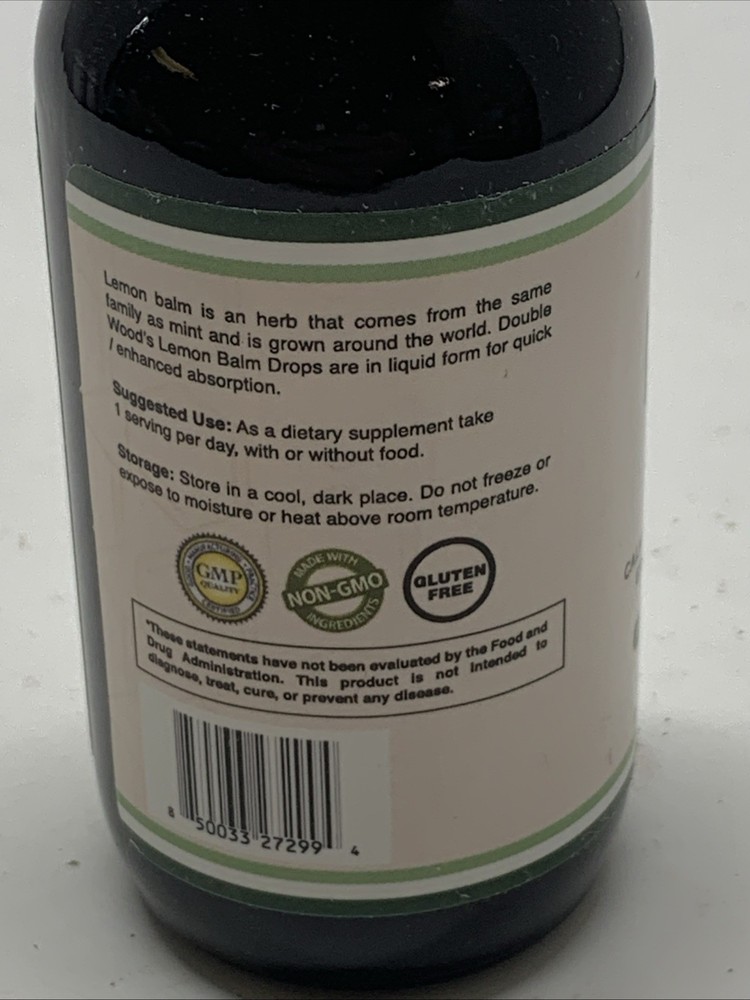 Lemon balm is an herb that comes from the same
family as mint and is grown around the world. Double
Wood's Lemon Balm Drops are in liquid form for quick
/ enhanced absorption.
Suggested Use: As a dietary supplement take
1 serving per day, with or without food.
Storage: Store in a cool, dark place. Do not freeze or
expose to moisture or heat above room temperature.
GOOD MANUFACTURING PRACTICE
GMP
QUALITY
CERTIFIED
MADE WITH
NON-GMO
INGREDIENTS
GLUTEN
FREE
*These statements have not been evaluated by the Food and
Drug Administration. This product is not intended to
diagnose, treat, cure, or prevent any disease.
8 50033 27299 4